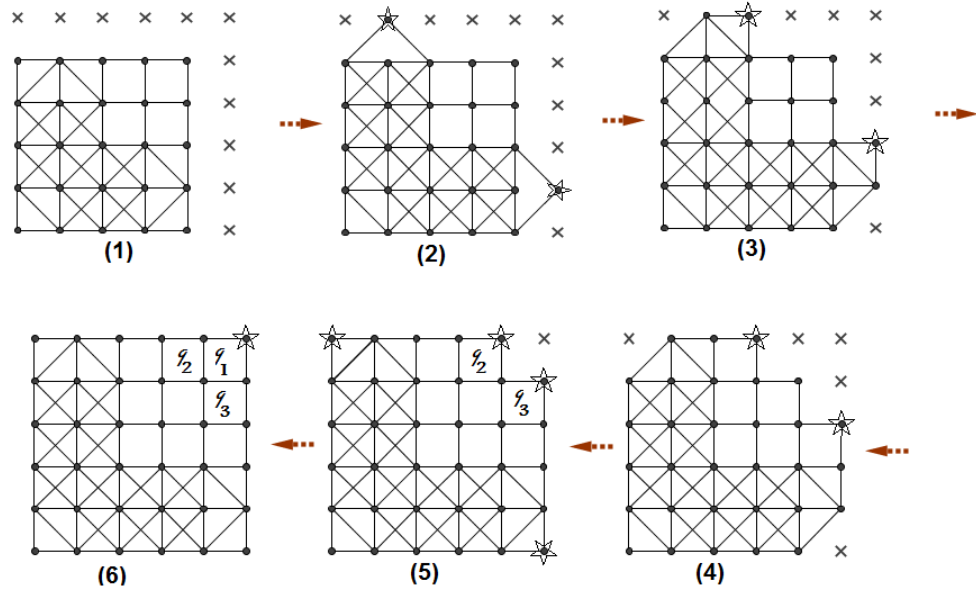 (1)
(2)
(3)
q2 q1
q3
q2
q3
(6)
(5)
(4)